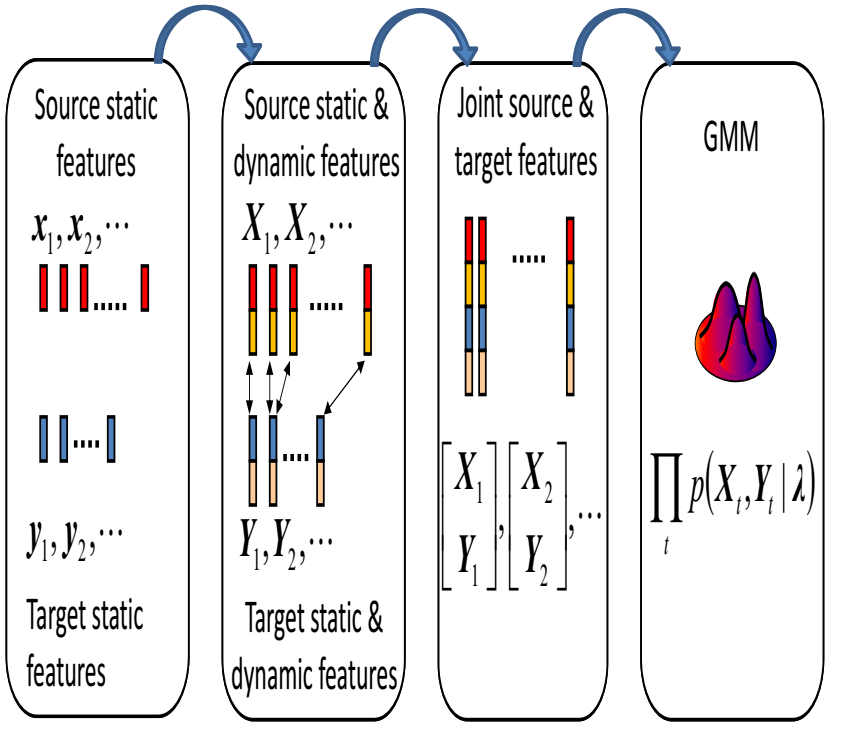 Source static
features
x₁, x₂, ⋯
.....
....
y₁, y₂, ⋯
Target static
features
Source static &
dynamic features
X₁, X₂, ⋯
.....
....
Y₁, Y₂, ⋯
Target static &
dynamic features
Joint source &
target features
.....
[X₁ Y₁], [X₂ Y₂], ⋯
GMM
∏ₜ p(Xₜ, Yₜ | λ)